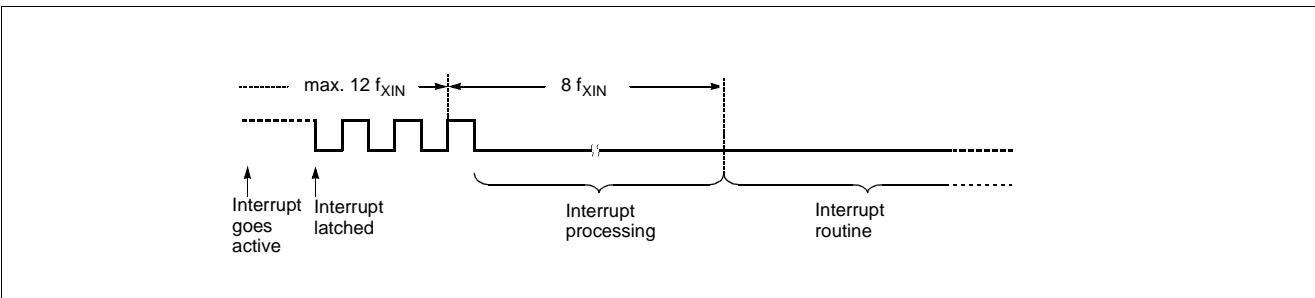 max. 12 fXIN
8 fXIN
Interrupt
goes
active
Interrupt
latched
Interrupt
processing
Interrupt
routine